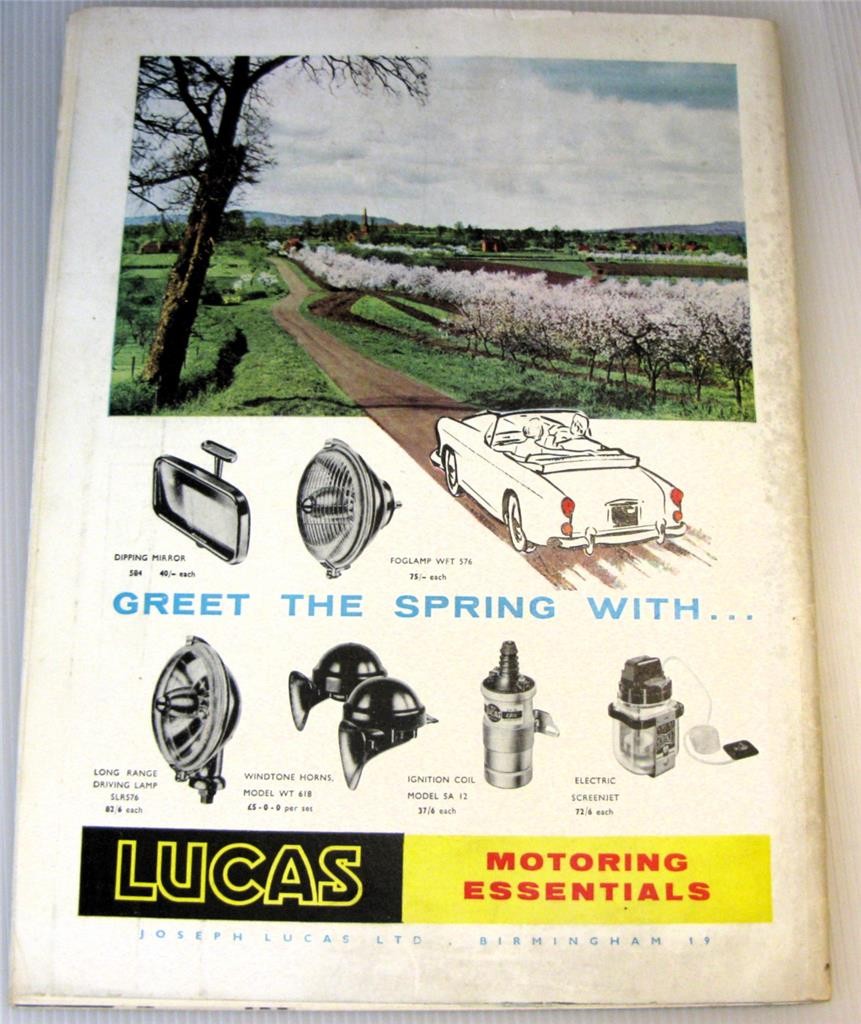 DIPPING MIRROR
584 40/- each
FOGLAMP WFT 576
75/- each
GREET THE SPRING WITH...
LONG RANGE
DRIVING LAMP
SLR576
82/6 each
WINDTONE HORNS,
MODEL WT 618
£5-0-0 per set
IGNITION COIL
MODEL SA 12
37/6 each
ELECTRIC
SCREENJET
72/6 each
LUCAS
LUCAS
MOTORING
ESSENTIALS
JOSEPH LUCAS LTD . BIRMINGHAM 19